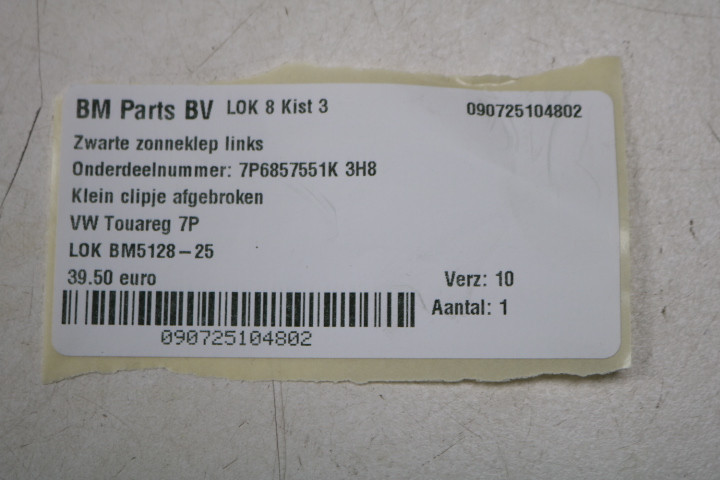 BM Parts BV LOK 8 Kist 3 090725104802
Zwarte zonneklep links
Onderdeelnummer: 7P6857551K 3H8
Klein clipje afgebroken
VW Touareg 7P
LOK BM5128-25
39.50 euro Verz: 10
Aantal: 1
090725104802